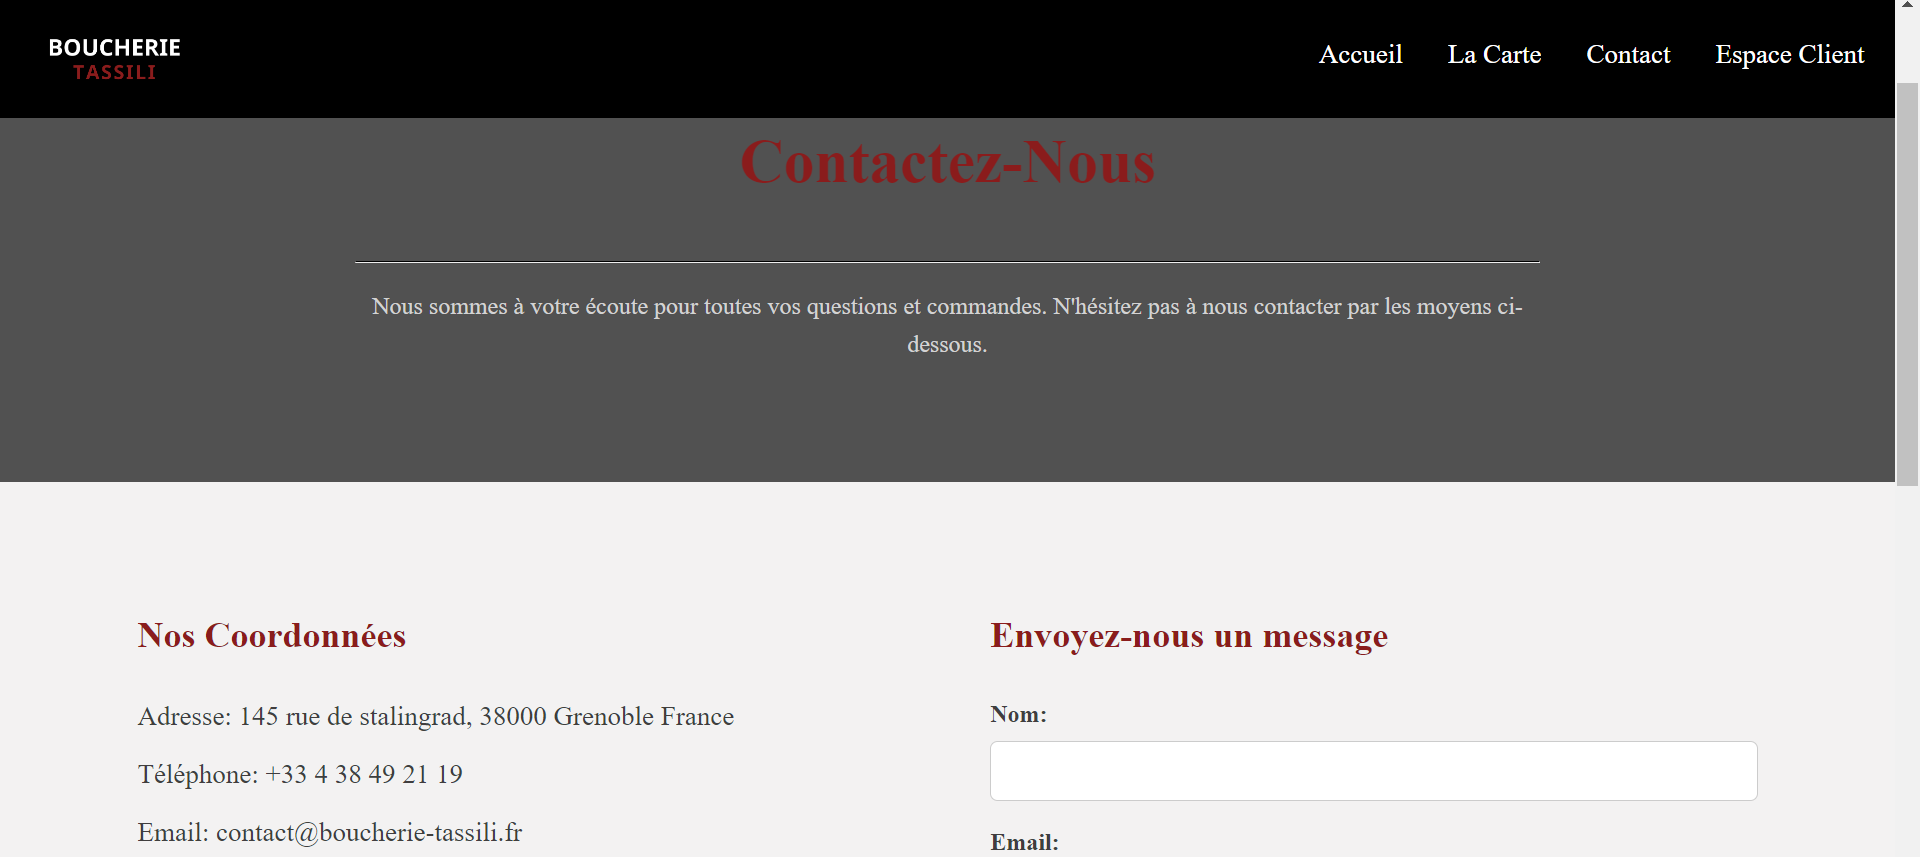 BOUCHERIE
TASSILI
Accueil
La Carte
Contact
Espace Client
Contactez-Nous
Nous sommes à votre écoute pour toutes vos questions et commandes. N'hésitez pas à nous contacter par les moyens ci-
dessous.
Nos Coordonnées
Adresse: 145 rue de stalingrad, 38000 Grenoble France
Téléphone: +33 4 38 49 21 19
Email: contact@boucherie-tassili.fr
Envoyez-nous un message
Nom:
Email: